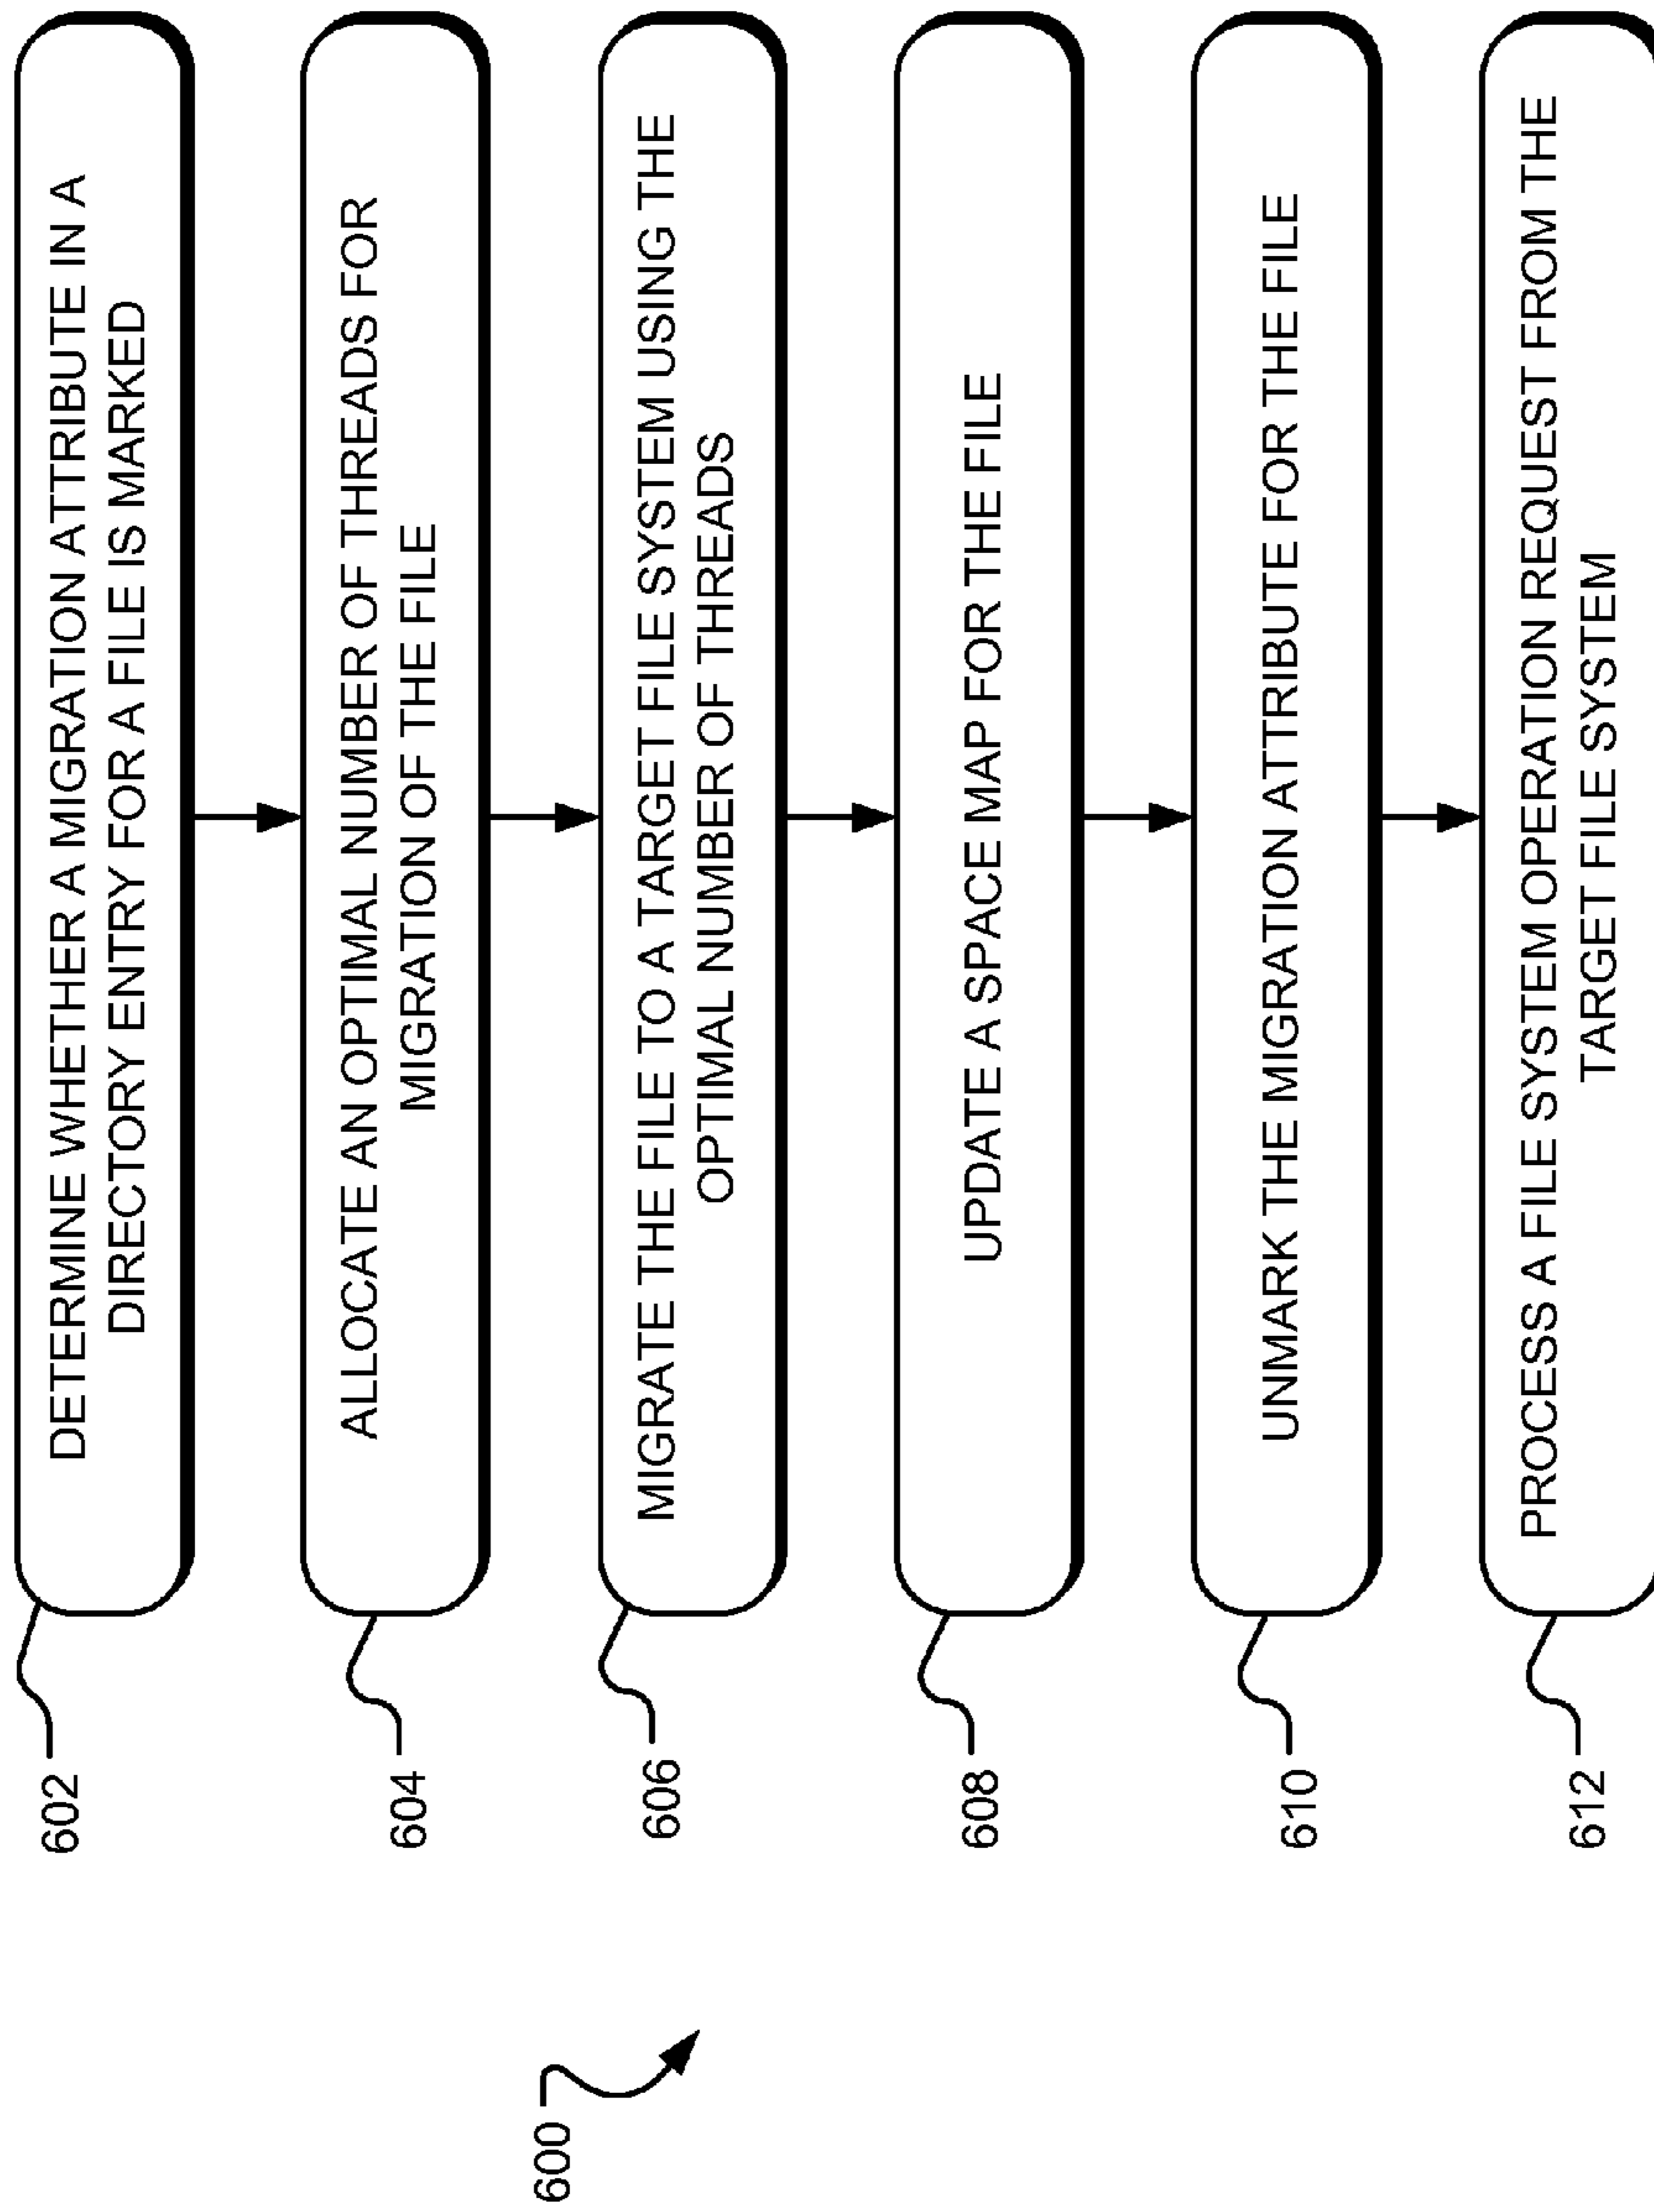 600
602
DETERMINE WHETHER A MIGRATION ATTRIBUTE IN A
DIRECTORY ENTRY FOR A FILE IS MARKED
604
ALLOCATE AN OPTIMAL NUMBER OF THREADS FOR
MIGRATION OF THE FILE
606
MIGRATE THE FILE TO A TARGET FILE SYSTEM USING THE
OPTIMAL NUMBER OF THREADS
608
UPDATE A SPACE MAP FOR THE FILE
610
UNMARK THE MIGRATION ATTRIBUTE FOR THE FILE
612
PROCESS A FILE SYSTEM OPERATION REQUEST FROM THE
TARGET FILE SYSTEM